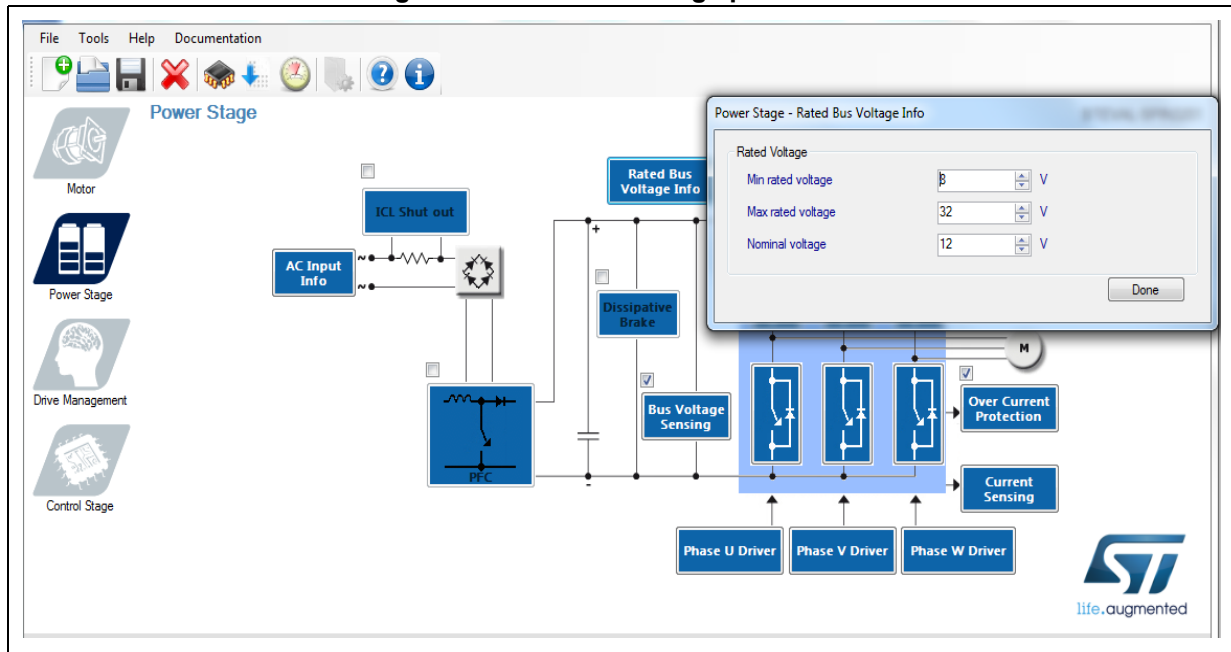 File Tools Help Documentation
Power Stage
Power Stage - Rated Bus Voltage Info
Rated Voltage
Min rated voltage 8 V
Max rated voltage 32 V
Nominal voltage 12 V
Done
Motor
Power Stage
Drive Management
Control Stage
Rated Bus
Voltage Info
ICL Shut out
AC Input
Info
~
~
+
Dissipative
Brake
M
Bus Voltage
Sensing
Over Current
Protection
PFC
-
Current
Sensing
Phase U Driver
Phase V Driver
Phase W Driver
ST
life.augmented